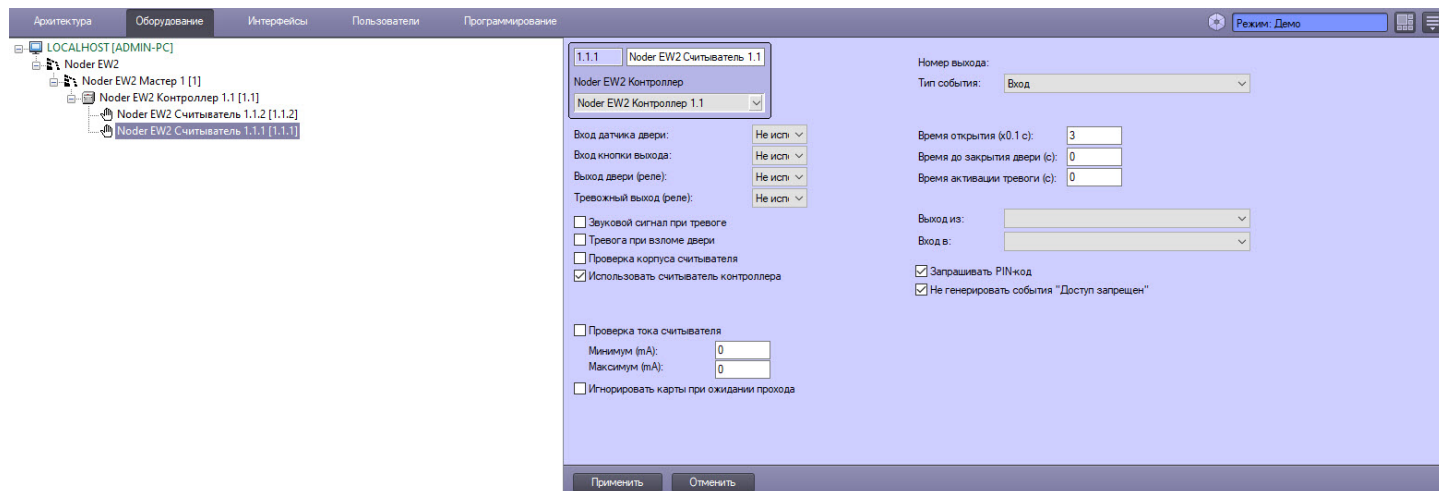 Архитектура Оборудование Интерфейсы Пользователи Программирование Режим: Демо
LOCALHOST [ADMIN-PC]
Noder EW2
Noder EW2 Мастер 1 [1]
Noder EW2 Контроллер 1.1 [1.1]
Noder EW2 Считыватель 1.1.2 [1.1.2]
Noder EW2 Считыватель 1.1.1 [1.1.1]
1.1.1 Noder EW2 Считыватель 1.1
Noder EW2 Контроллер
Noder EW2 Контроллер 1.1
Вход датчика двери: Не испо
Вход кнопки выхода: Не испо
Выход двери (реле): Не испо
Тревожный выход (реле): Не испо
Звуковой сигнал при тревоге
Тревога при взломе двери
Проверка корпуса считывателя
Использовать считыватель контроллера
Проверка тока считывателя
Минимум (mA): 0
Максимум (mA): 0
Игнорировать карты при ожидании прохода
Номер выхода:
Тип события: Вход
Время открытия (x0.1 с): 3
Время до закрытия двери (с): 0
Время активации тревоги (с): 0
Выход из:
Вход в:
Запрашивать PIN-код
Не генерировать события "Доступ запрещен"
Применить Отменить